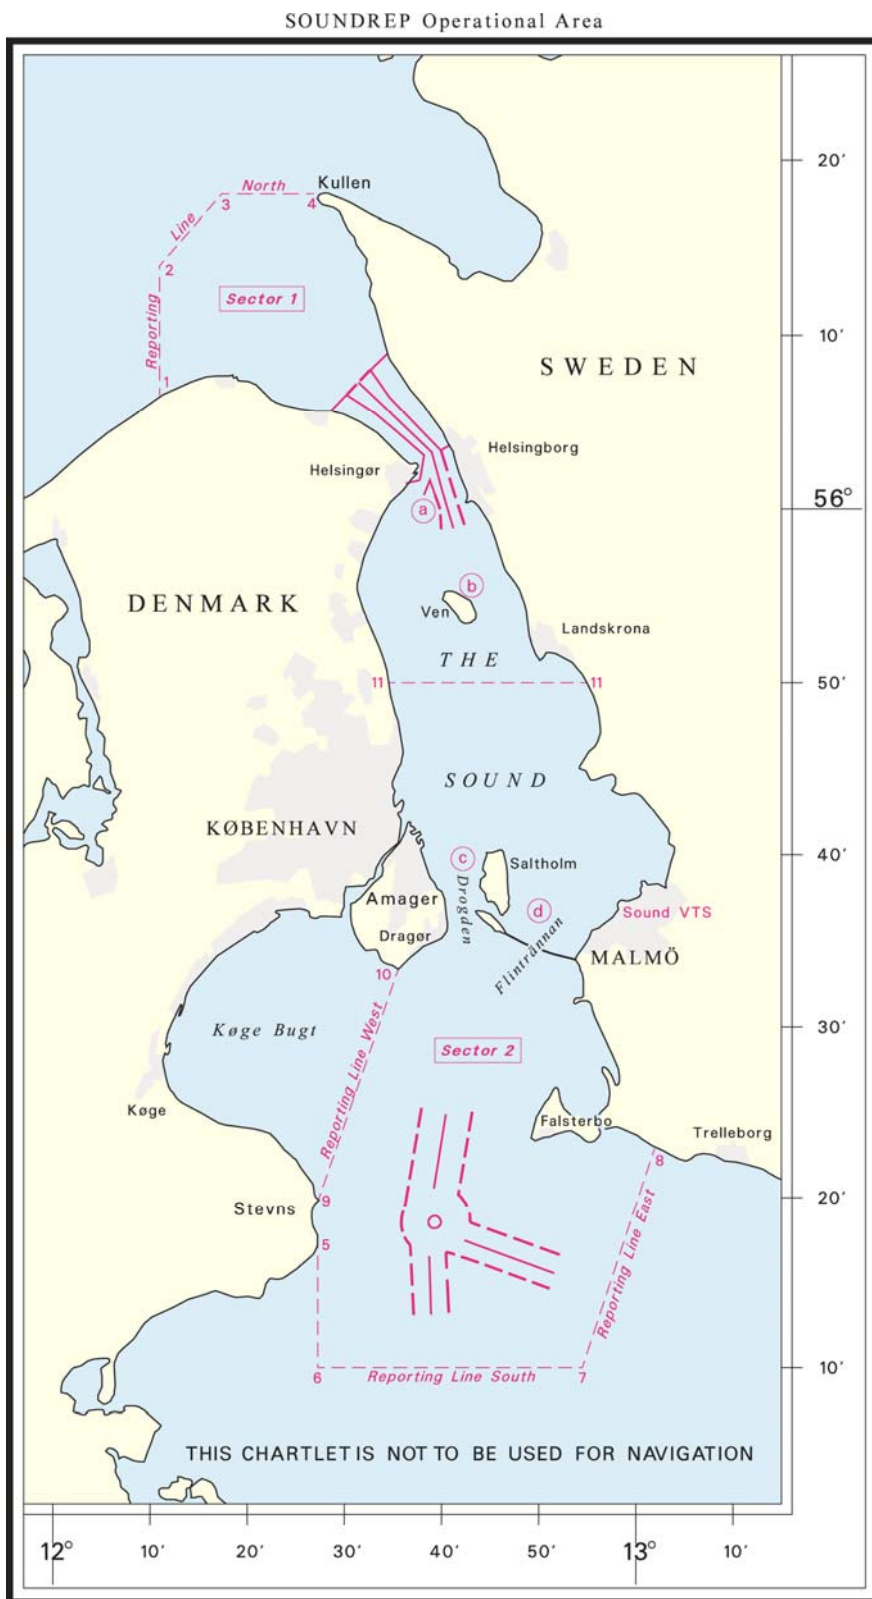 SOUNDREP Operational Area
20′
Kullen
North
3
4
Line
2
Sector 1
10′
Reporting
SWEDEN
1
Helsingborg
Helsingør
56°
a
b
DENMARK
Ven
Landskrona
THE
50′
11
11
SOUND
KØBENHAVN
40′
c
Saltholm
Drogden
Amager
d
Sound VTS
Dragør
Flintrännan
MALMÖ
10
30′
Køge Bugt
Reporting Line West
Sector 2
Køge
Falsterbo
Trelleborg
8
20′
9
Stevns
Reporting Line East
5
10′
6
Reporting Line South
7
THIS CHARTLET IS NOT TO BE USED FOR NAVIGATION
12°
10′
20′
30′
40′
50′
13°
10′